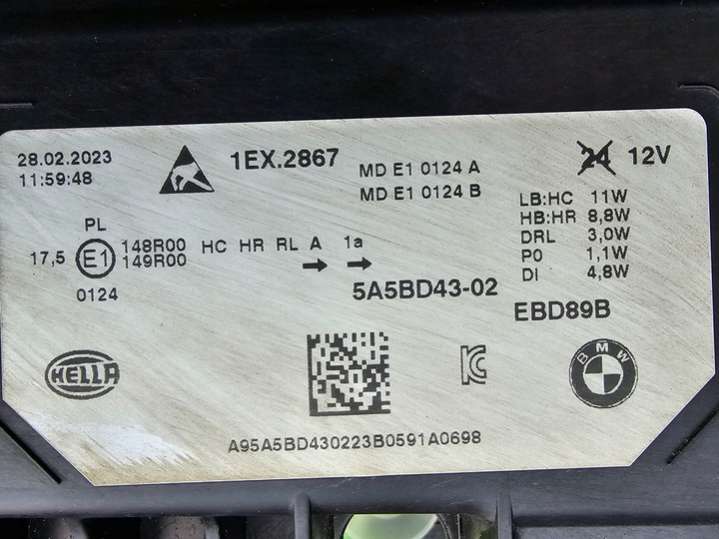 28.02.2023
11:59:48
1EX.2867
MD E1 0124 A
MD E1 0124 B
24 12V
LB:HC 11W
HB:HR 8,8W
DRL 3,0W
PO 1,1W
DI 4,8W
PL
17,5 E1 148R00 HC HR RL A 1a
149R00 → →
0124
5A5BD43-02
EBD89B
HELLA
BMW
A95A5BD430223B0591A0698